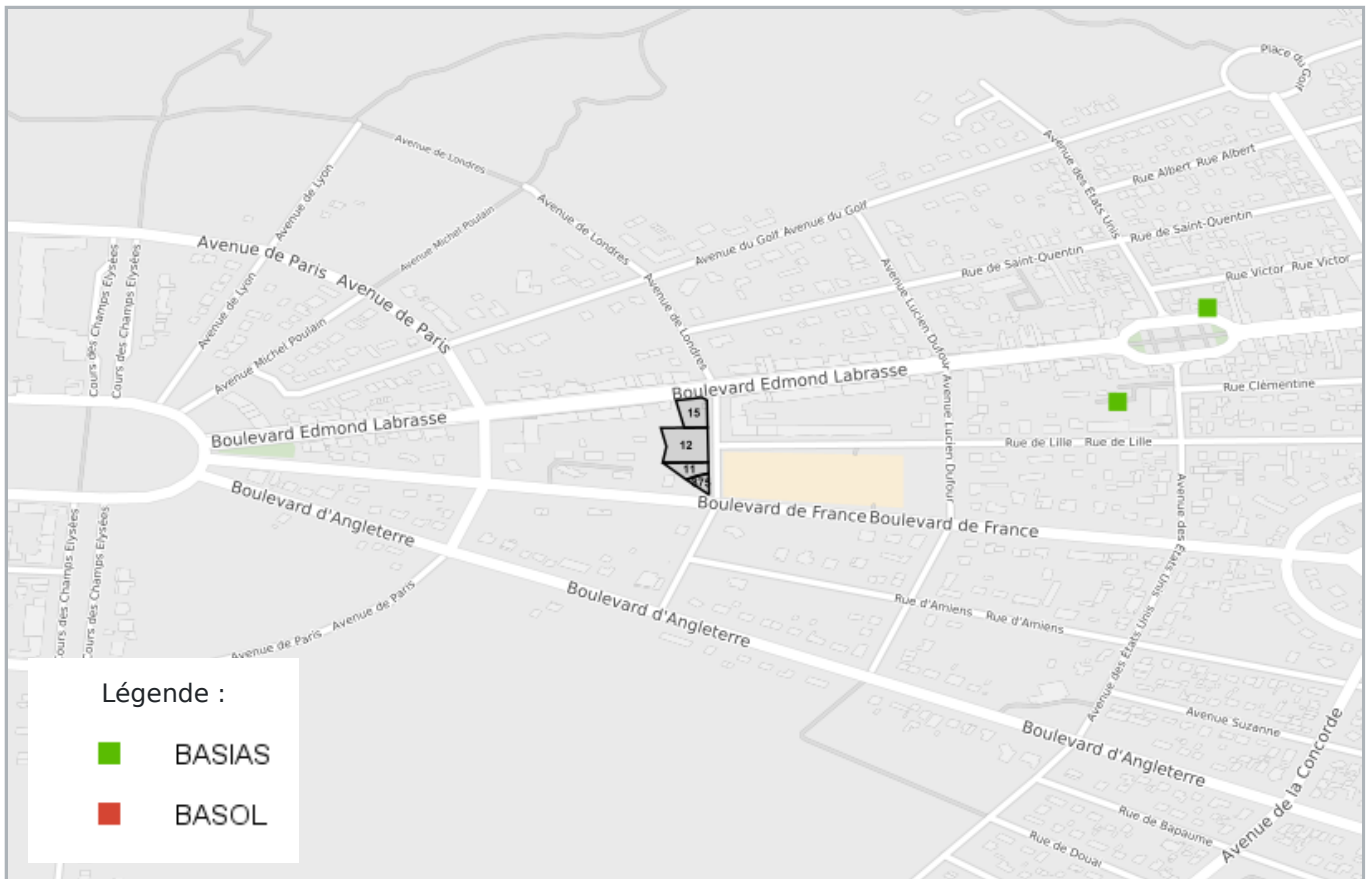 Place du Golf
Avenue de Londres
Avenue des Etats Unis
Rue Albert Rue Albert
Avenue de Lyon
Avenue Michel Poulain
Avenue de Londres
Avenue du Golf Avenue du Golf
Rue de Saint-Quentin
Avenue de Paris Avenue de Paris
Rue de Saint-Quentin
Cours des Champs Elysées
Cours des Champs Elysées
Avenue de Lyon
Avenue de Londres
Avenue Lucien Dufour Avenue Lucien Dufour
Rue Victor Rue Victor
Avenue Michel Poulain
Boulevard Edmond Labrasse
Boulevard Edmond Labrasse
Rue Clémentine
15
12
11
Rue de Lille Rue de Lille
Boulevard d'Angleterre
Boulevard de France Boulevard de France
Cours des Champs Elysées
Cours des Champs Elysées
Avenue de Paris Avenue de Paris
Boulevard d'Angleterre
Rue d'Amiens Rue d'Amiens
Avenue des États Unis
Avenue des États Unis
Avenue Suzanne
Boulevard d'Angleterre
Avenue de la Concorde
Rue de Bapaume
Rue de Douai
Légende :
BASIAS
BASOL